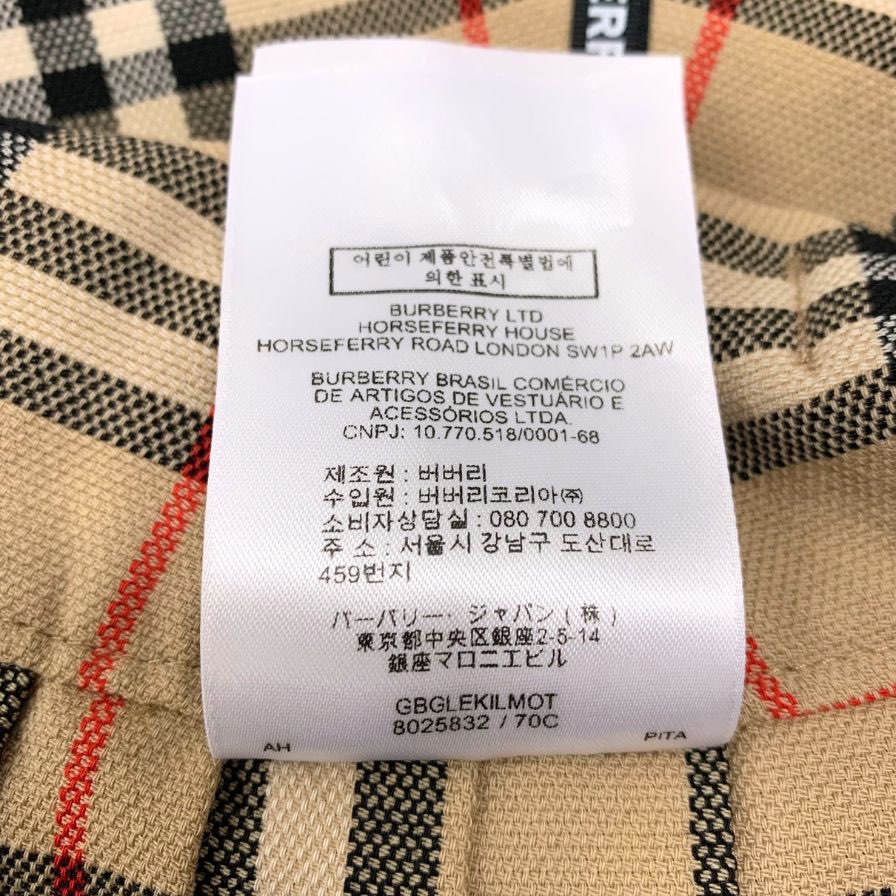 어린이 제품안전특별법에
의한 표시
BURBERRY LTD
HORSEFERRY HOUSE
HORSEFERRY ROAD LONDON SW1P 2AW
BURBERRY BRASIL COMÉRCIO
DE ARTIGOS DE VESTUÁRIO E
ACESSÓRIOS LTDA.
CNPJ: 10.770.518/0001-68
제조원 : 버버리
수입원 : 버버리코리아㈜
소비자상담실 : 080 700 8800
주 소 : 서울시 강남구 도산대로
459번지
バーバリー・ジャパン(株)
東京都中央区銀座2-5-14
銀座マロニエビル
GBGLEKILMOT
8025832 / 70C
AH PITA